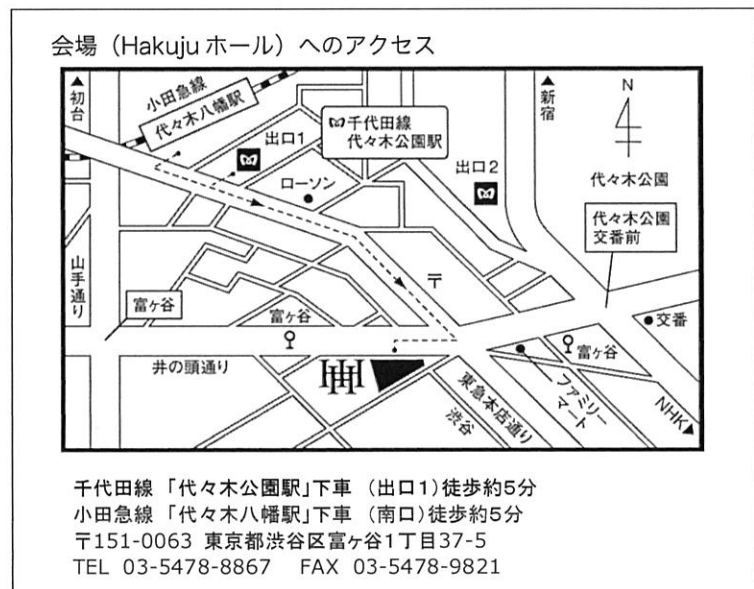 会場（Hakujuホール）へのアクセス
▲初台
小田急線
代々木八幡駅
出口1
千代田線
代々木公園駅
▲新宿
N
出口2
代々木公園
代々木公園
交番前
ローソン
山手通り
〒
富ヶ谷
富ヶ谷
交番
富ヶ谷
井の頭通り
H
東急本店通り
渋谷
ファミリー
マート
NHK▲
千代田線「代々木公園駅」下車（出口1）徒歩約5分
小田急線「代々木八幡駅」下車（南口）徒歩約5分
〒151-0063 東京都渋谷区富ヶ谷1丁目37-5
TEL 03-5478-8867 FAX 03-5478-9821